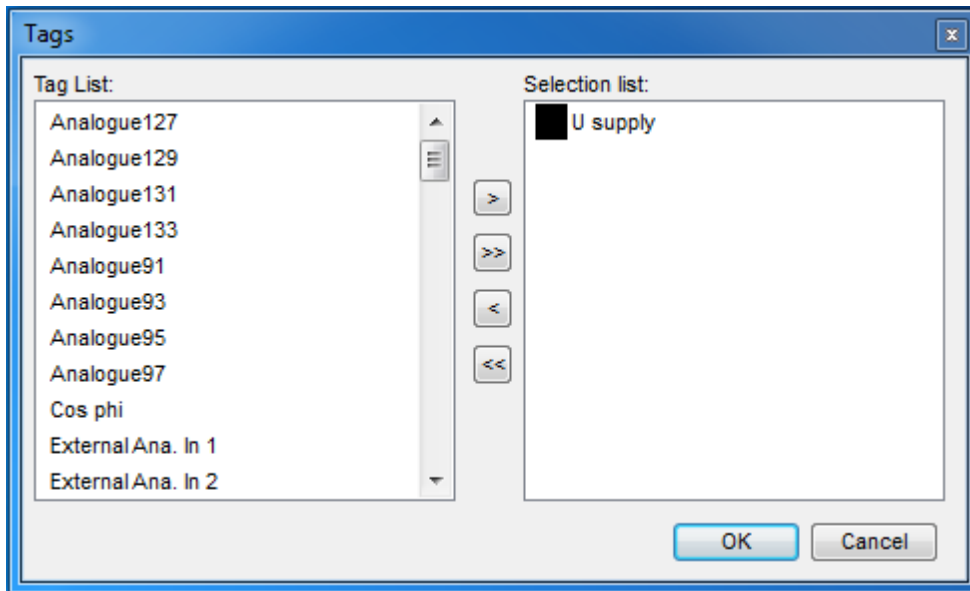 Tags
Tag List:
Analogue127
Analogue129
Analogue131
Analogue133
Analogue91
Analogue93
Analogue95
Analogue97
Cos phi
External Ana. In 1
External Ana. In 2
>
>>
<
<<
Selection list:
U supply
OK
Cancel